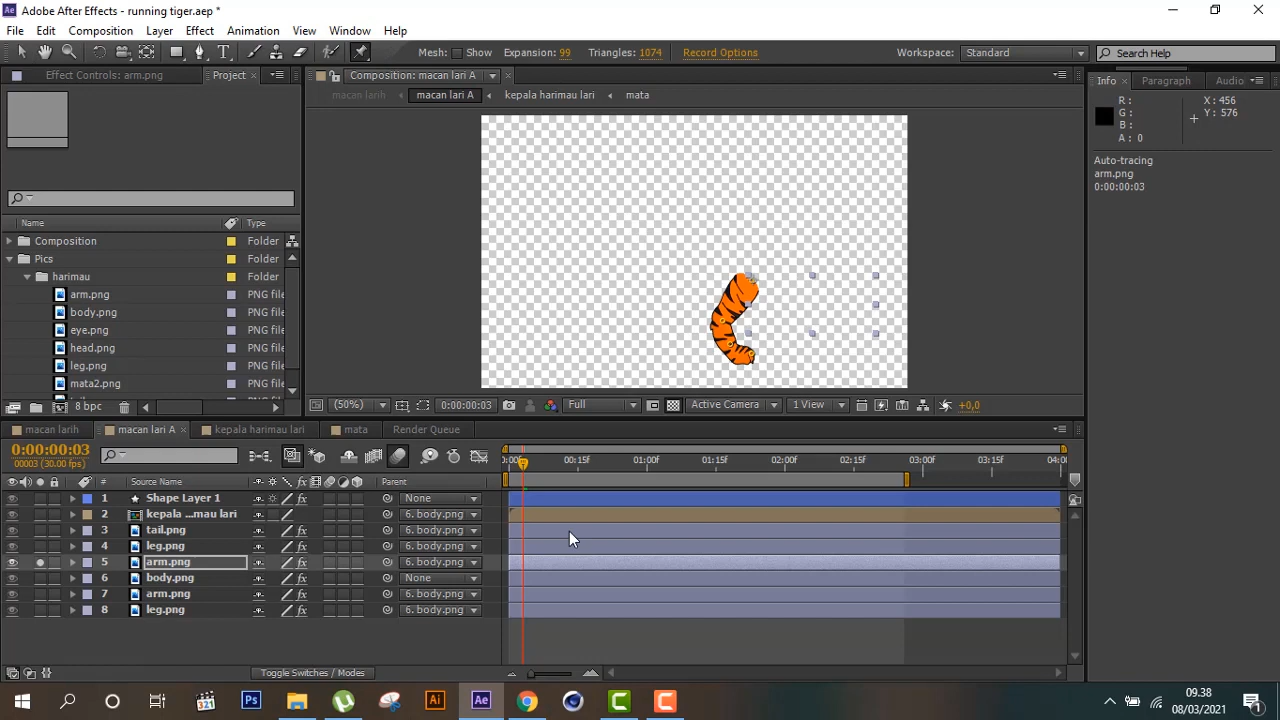 Ae Adobe After Effects - running tiger.aep *
File Edit Composition Layer Effect Animation View Window Help
Mesh: Show Expansion: 99 Triangles: 1074 Record Options Workspace: Standard Search Help
Effect Controls: arm.png Project Composition: macan lari A Info Paragraph Audio
macan larih macan lari A kepala harimau lari mata
R : X : 456
G : Y : 576
B :
A : 0
Auto-tracing
arm.png
0:00:00:03
Name Type
Composition Folder
Pics Folder
harimau Folder
arm.png PNG file
body.png PNG file
eye.png PNG file
head.png PNG file
leg.png PNG file
mata2.png PNG file
8 bpc (50%) 0:00:00:03 Full Active Camera 1 View +0,0
macan larih macan lari A kepala harimau lari mata Render Queue
0:00:00:03
00003 (30.00 fps)
0:00f 00:15f 01:00f 01:15f 02:00f 02:15f 03:00f 03:15f 04:00f
# Source Name Parent
1 Shape Layer 1 None
2 kepala ...mau lari 6. body.png
3 tail.png 6. body.png
4 leg.png 6. body.png
5 arm.png 6. body.png
6 body.png None
7 arm.png 6. body.png
8 leg.png 6. body.png
Toggle Switches / Modes
Ps Ai Ae 09.38
08/03/2021
1